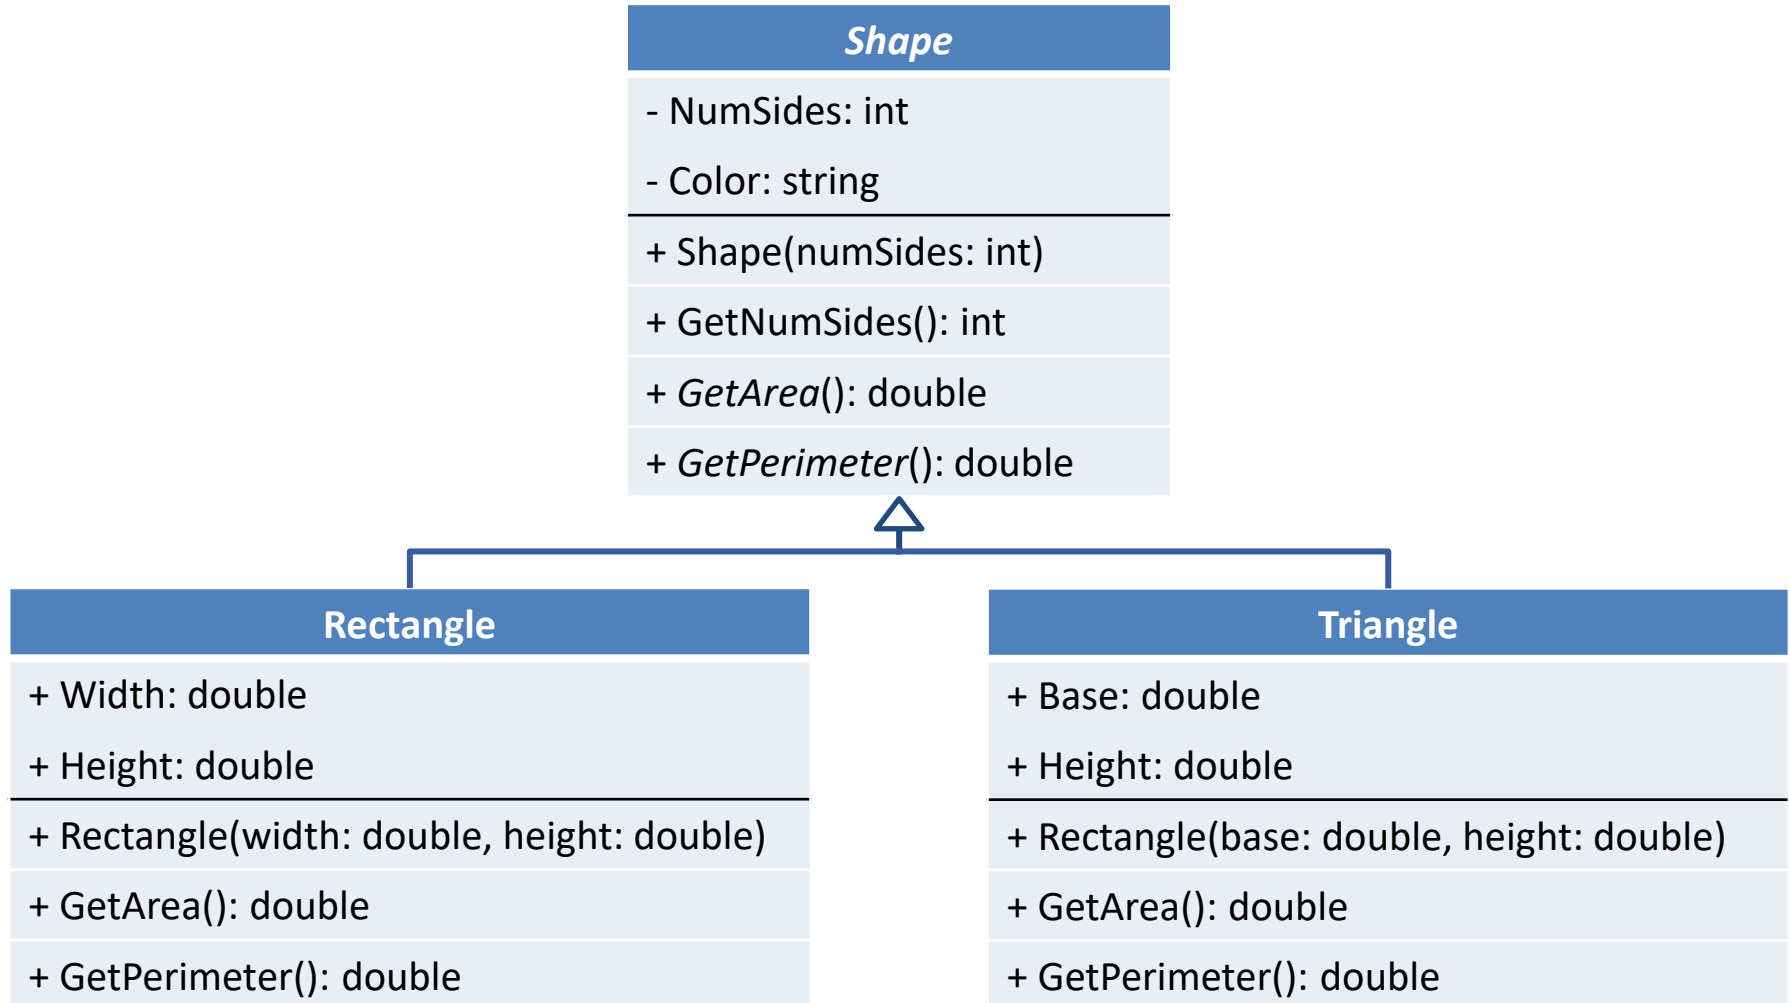 Shape
- NumSides: int
- Color: string
+ Shape(numSides: int)
+ GetNumSides(): int
+ GetArea(): double
+ GetPerimeter(): double
Rectangle
+ Width: double
+ Height: double
+ Rectangle(width: double, height: double)
+ GetArea(): double
+ GetPerimeter(): double
Triangle
+ Base: double
+ Height: double
+ Rectangle(base: double, height: double)
+ GetArea(): double
+ GetPerimeter(): double